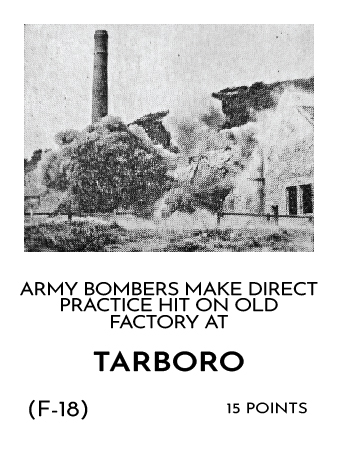 ARMY BOMBERS MAKE DIRECT
PRACTICE HIT ON OLD
FACTORY AT
TARBORO
(F-18)
15 POINTS